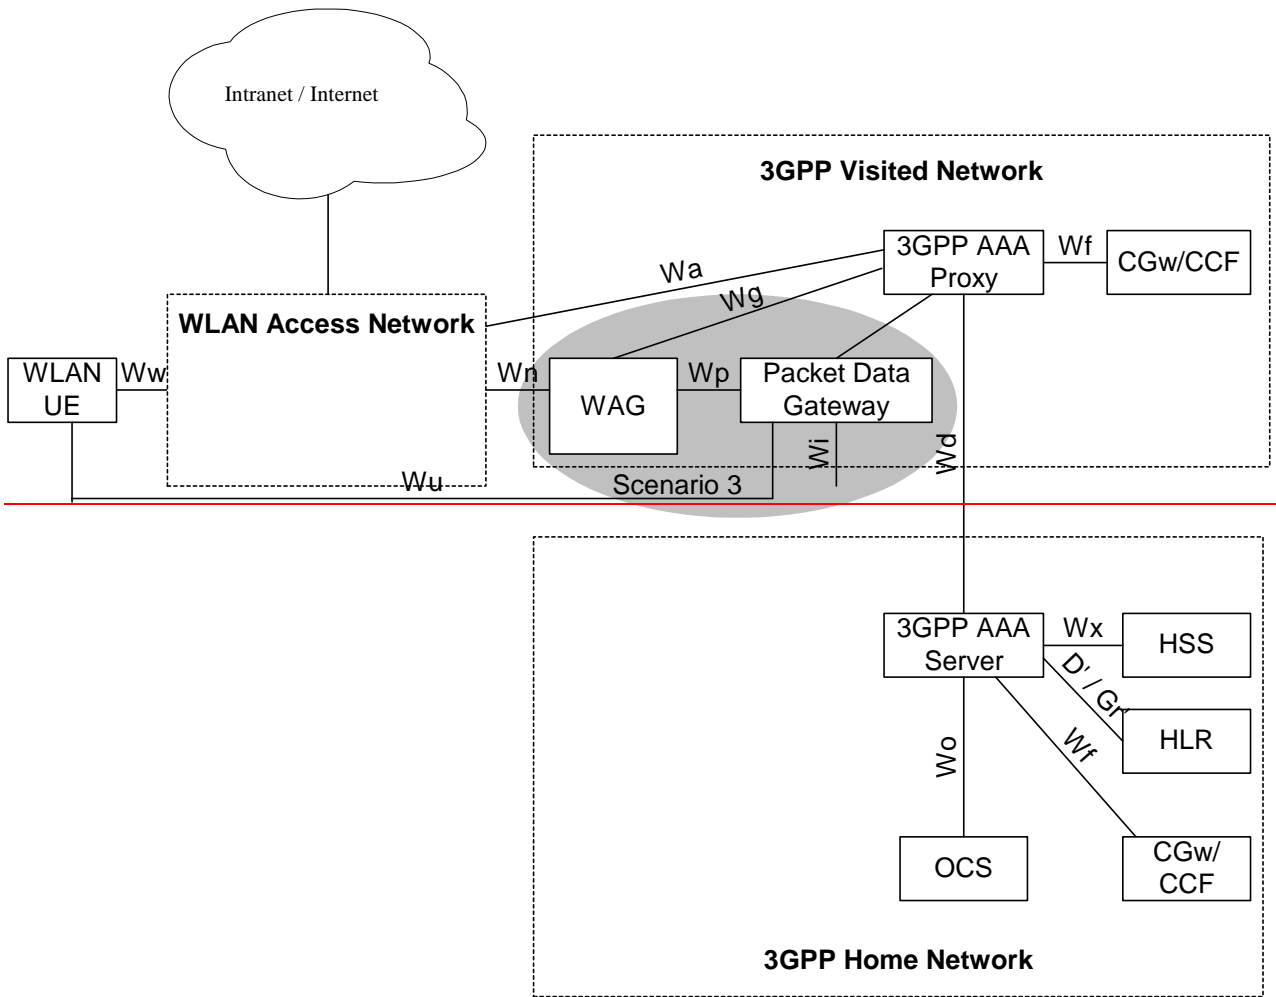 Intranet / Internet
3GPP Visited Network
3GPP AAA
Proxy
Wf
CGw/CCF
Wa
Wg
WLAN Access Network
WLAN
UE
Ww
Wn
WAG
Wp
Packet Data
Gateway
Wi
Wd
Wu
Scenario 3
3GPP AAA
Server
Wx
HSS
D' / Gr'
HLR
Wf
Wo
OCS
CGw/
CCF
3GPP Home Network